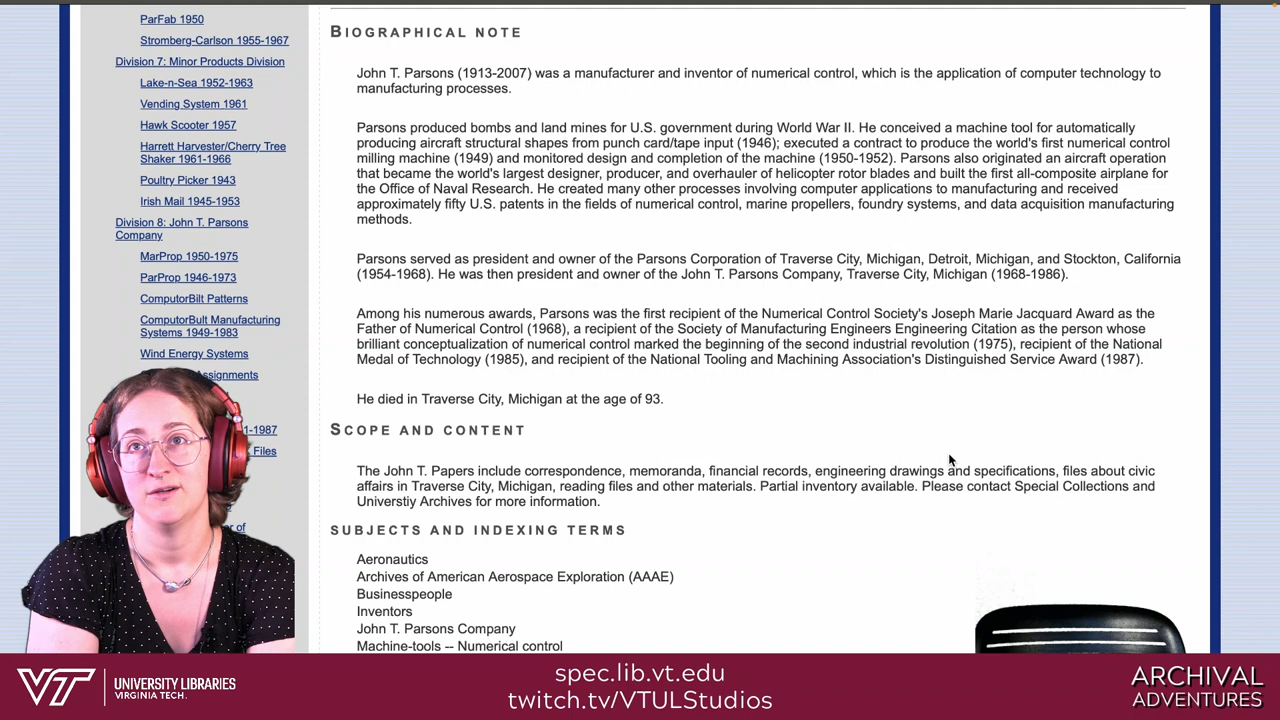 ParFab 1950
Stromberg-Carlson 1955-1967
Division 7: Minor Products Division
Lake-n-Sea 1952-1963
Vending System 1961
Hawk Scooter 1957
Harrett Harvester/Cherry Tree
Shaker 1961-1966
Poultry Picker 1943
Irish Mail 1945-1953
Division 8: John T. Parsons
Company
MarProp 1950-1975
ParProp 1946-1973
ComputorBilt Patterns
ComputorBult Manufacturing
Systems 1949-1983
Wind Energy Systems
Assignments
1-1987
Files
er of
BIOGRAPHICAL NOTE
John T. Parsons (1913-2007) was a manufacturer and inventor of numerical control, which is the application of computer technology to
manufacturing processes.
Parsons produced bombs and land mines for U.S. government during World War II. He conceived a machine tool for automatically
producing aircraft structural shapes from punch card/tape input (1946); executed a contract to produce the world's first numerical control
milling machine (1949) and monitored design and completion of the machine (1950-1952). Parsons also originated an aircraft operation
that became the world's largest designer, producer, and overhauler of helicopter rotor blades and built the first all-composite airplane for
the Office of Naval Research. He created many other processes involving computer applications to manufacturing and received
approximately fifty U.S. patents in the fields of numerical control, marine propellers, foundry systems, and data acquisition manufacturing
methods.
Parsons served as president and owner of the Parsons Corporation of Traverse City, Michigan, Detroit, Michigan, and Stockton, California
(1954-1968). He was then president and owner of the John T. Parsons Company, Traverse City, Michigan (1968-1986).
Among his numerous awards, Parsons was the first recipient of the Numerical Control Society's Joseph Marie Jacquard Award as the
Father of Numerical Control (1968), a recipient of the Society of Manufacturing Engineers Engineering Citation as the person whose
brilliant conceptualization of numerical control marked the beginning of the second industrial revolution (1975), recipient of the National
Medal of Technology (1985), and recipient of the National Tooling and Machining Association's Distinguished Service Award (1987).
He died in Traverse City, Michigan at the age of 93.
SCOPE AND CONTENT
The John T. Papers include correspondence, memoranda, financial records, engineering drawings and specifications, files about civic
affairs in Traverse City, Michigan, reading files and other materials. Partial inventory available. Please contact Special Collections and
Universtiy Archives for more information.
SUBJECTS AND INDEXING TERMS
Aeronautics
Archives of American Aerospace Exploration (AAAE)
Businesspeople
Inventors
John T. Parsons Company
Machine-tools -- Numerical control
VT
UNIVERSITY LIBRARIES
VIRGINIA TECH.
spec.lib.vt.edu
twitch.tv/VTULStudios
ARCHIVAL
ADVENTURES